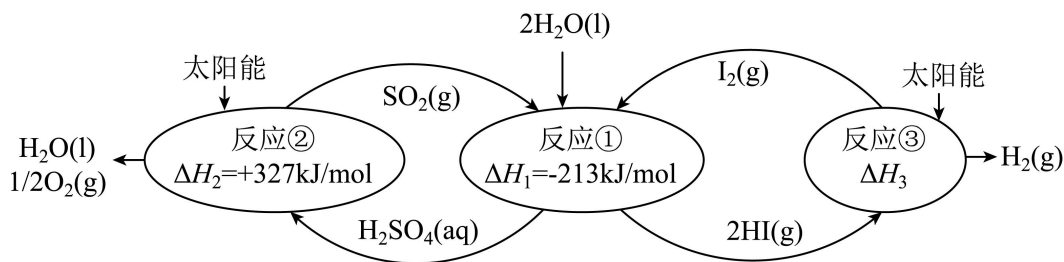 2H₂O(l)
太阳能
SO₂(g)
I₂(g)
太阳能
H₂O(l)
1/2O₂(g)
反应②
ΔH₂=+327kJ/mol
反应①
ΔH₁=-213kJ/mol
反应③
ΔH₃
H₂(g)
H₂SO₄(aq)
2HI(g)